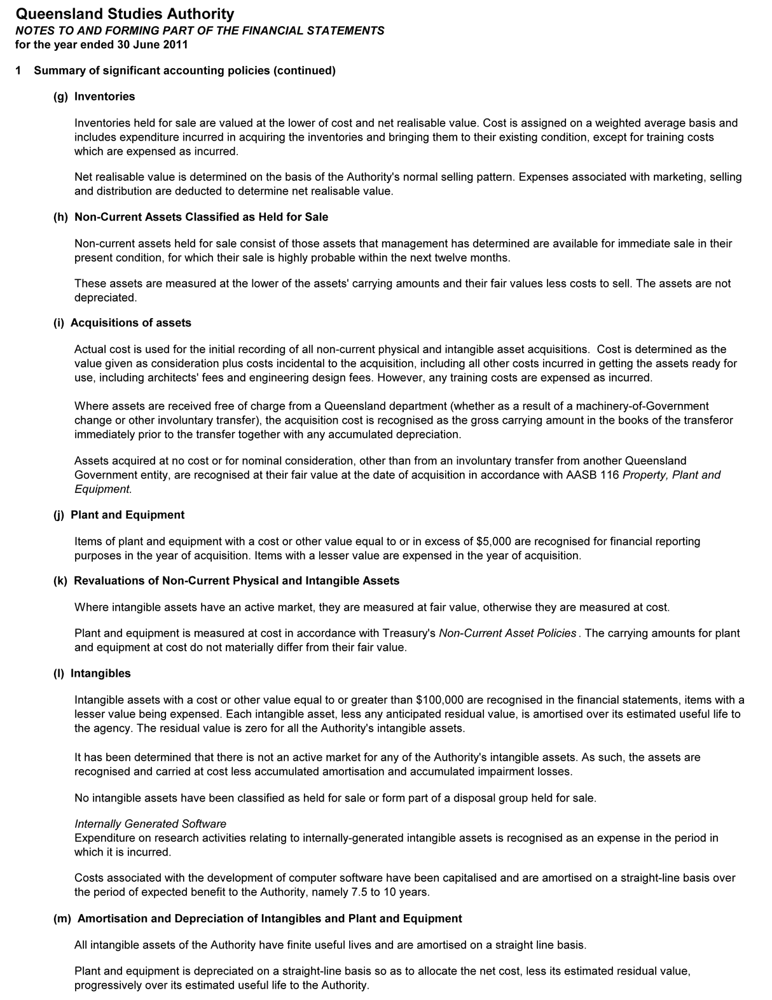 Queensland Studies Authority
NOTES TO AND FORMING PART OF THE FINANCIAL STATEMENTS
for the year ended 30 June 2011
1 Summary of significant accounting policies (continued)
(g) Inventories
Inventories held for sale are valued at the lower of cost and net realisable value. Cost is assigned on a weighted average basis and
includes expenditure incurred in acquiring the inventories and bringing them to their existing condition, except for training costs
which are expensed as incurred.
Net realisable value is determined on the basis of the Authority's normal selling pattern. Expenses associated with marketing, selling
and distribution are deducted to determine net realisable value.
(h) Non-Current Assets Classified as Held for Sale
Non-current assets held for sale consist of those assets that management has determined are available for immediate sale in their
present condition, for which their sale is highly probable within the next twelve months.
These assets are measured at the lower of the assets' carrying amounts and their fair values less costs to sell. The assets are not
depreciated.
(i) Acquisitions of assets
Actual cost is used for the initial recording of all non-current physical and intangible asset acquisitions. Cost is determined as the
value given as consideration plus costs incidental to the acquisition, including all other costs incurred in getting the assets ready for
use, including architects' fees and engineering design fees. However, any training costs are expensed as incurred.
Where assets are received free of charge from a Queensland department (whether as a result of a machinery-of-Government
change or other involuntary transfer), the acquisition cost is recognised as the gross carrying amount in the books of the transferor
immediately prior to the transfer together with any accumulated depreciation.
Assets acquired at no cost or for nominal consideration, other than from an involuntary transfer from another Queensland
Government entity, are recognised at their fair value at the date of acquisition in accordance with AASB 116 Property, Plant and
Equipment.
(j) Plant and Equipment
Items of plant and equipment with a cost or other value equal to or in excess of $5,000 are recognised for financial reporting
purposes in the year of acquisition. Items with a lesser value are expensed in the year of acquisition.
(k) Revaluations of Non-Current Physical and Intangible Assets
Where intangible assets have an active market, they are measured at fair value, otherwise they are measured at cost.
Plant and equipment is measured at cost in accordance with Treasury's Non-Current Asset Policies . The carrying amounts for plant
and equipment at cost do not materially differ from their fair value.
(l) Intangibles
Intangible assets with a cost or other value equal to or greater than $100,000 are recognised in the financial statements, items with a
lesser value being expensed. Each intangible asset, less any anticipated residual value, is amortised over its estimated useful life to
the agency. The residual value is zero for all the Authority's intangible assets.
It has been determined that there is not an active market for any of the Authority's intangible assets. As such, the assets are
recognised and carried at cost less accumulated amortisation and accumulated impairment losses.
No intangible assets have been classified as held for sale or form part of a disposal group held for sale.
Internally Generated Software
Expenditure on research activities relating to internally-generated intangible assets is recognised as an expense in the period in
which it is incurred.
Costs associated with the development of computer software have been capitalised and are amortised on a straight-line basis over
the period of expected benefit to the Authority, namely 7.5 to 10 years.
(m) Amortisation and Depreciation of Intangibles and Plant and Equipment
All intangible assets of the Authority have finite useful lives and are amortised on a straight line basis.
Plant and equipment is depreciated on a straight-line basis so as to allocate the net cost, less its estimated residual value,
progressively over its estimated useful life to the Authority.